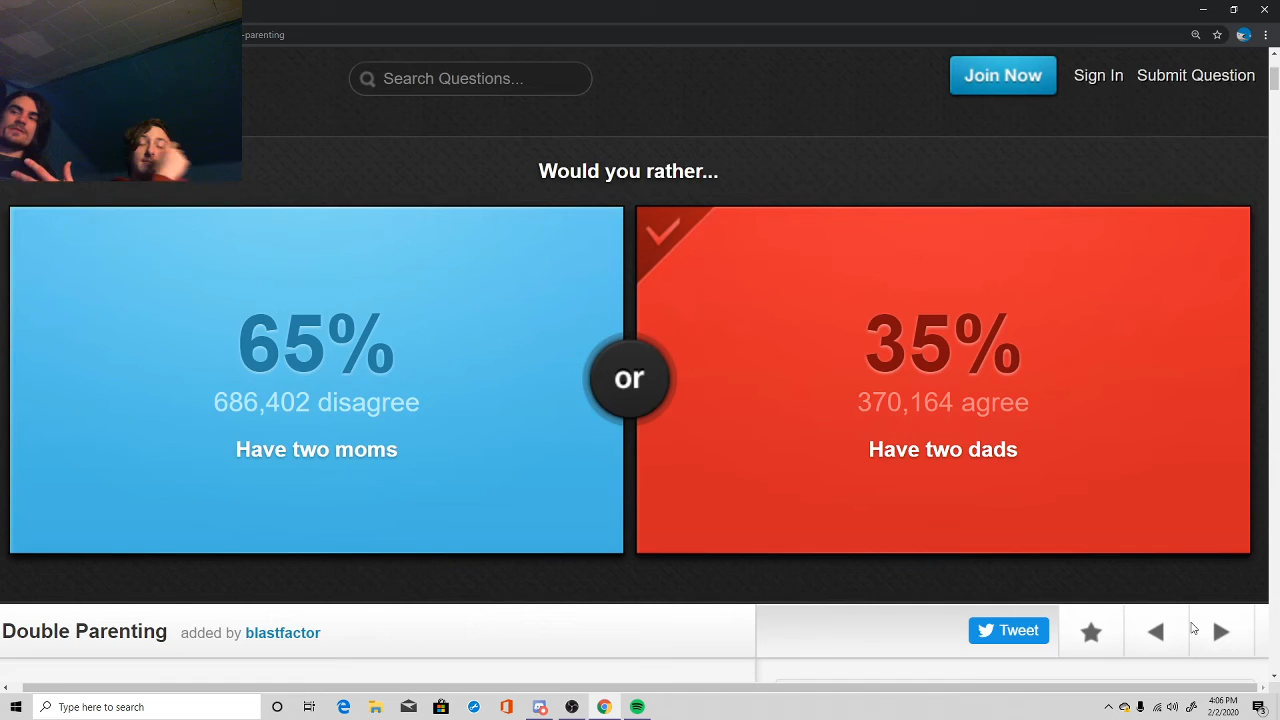 -parenting
Search Questions...
Join Now
Sign In
Submit Question
Would you rather...
65%
686,402 disagree
Have two moms
or
35%
370,164 agree
Have two dads
Double Parenting added by blastfactor
Tweet
Type here to search
4:06 PM
2/2/2020